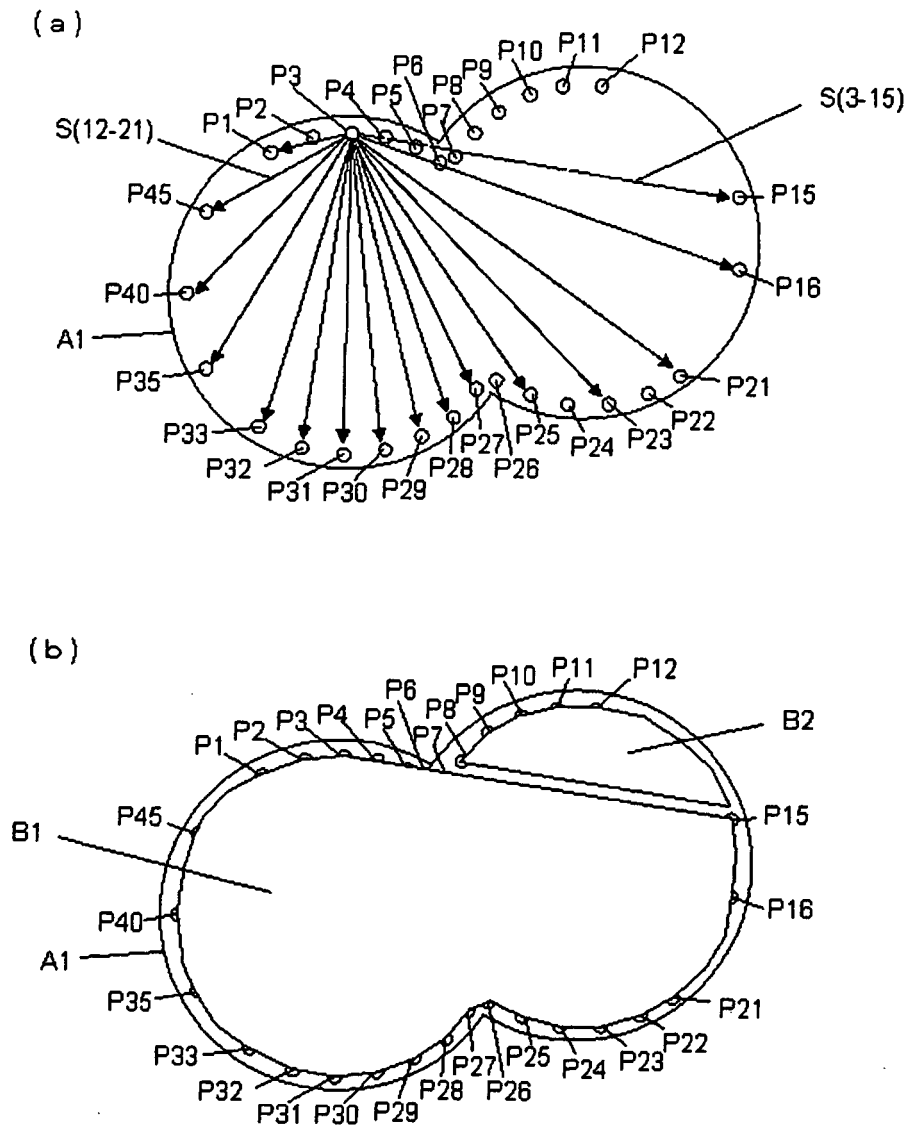 (a)
P3
P4
P6
P5
P7
P8
P9
P10
P11
P12
P2
P1
S(12-21)
S(3-15)
P45
P15
P40
P16
A1
P35
P21
P22
P33
P32
P31
P30
P29
P28
P27
P26
P25
P24
P23
(b)
P1
P2
P3
P4
P5
P6
P7
P8
P9
P10
P11
P12
B2
P45
P15
B1
P40
P16
A1
P35
P21
P22
P33
P32
P31
P30
P29
P28
P27
P26
P25
P24
P23